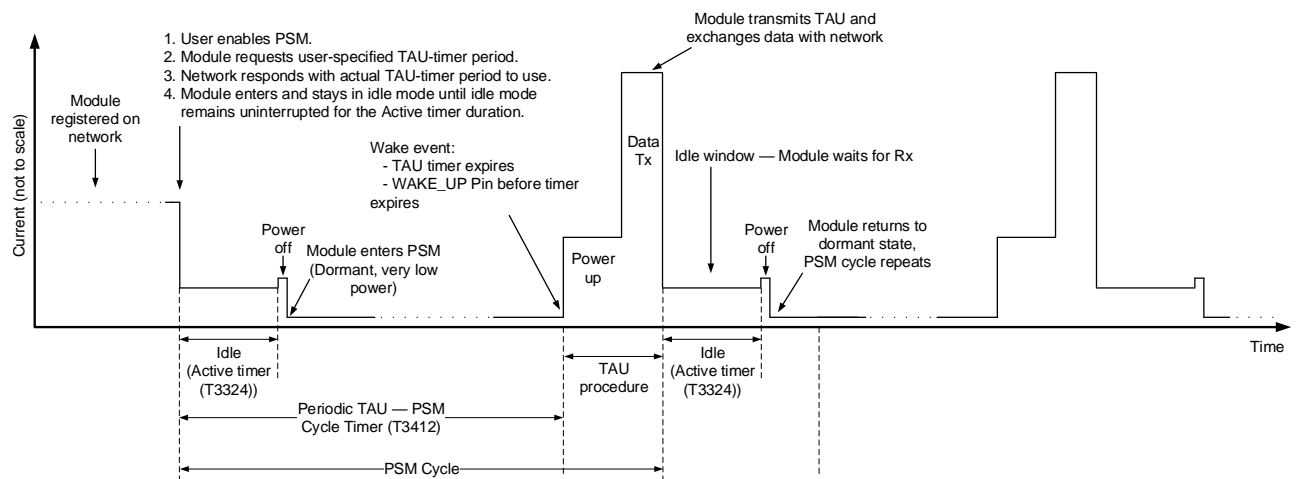 Module transmits TAU and
exchanges data with network
1. User enables PSM.
2. Module requests user-specified TAU-timer period.
3. Network responds with actual TAU-timer period to use.
4. Module enters and stays in idle mode until idle mode
remains uninterrupted for the Active timer duration.
Module
registered on
network
Current (not to scale)
Wake event:
- TAU timer expires
- WAKE_UP Pin before timer
expires
Data
Tx
Idle window — Module waits for Rx
Power
off
Module enters PSM
(Dormant, very low
power)
Power
up
Power
off
Module returns to
dormant state,
PSM cycle repeats
Time
Idle
(Active timer
(T3324))
TAU
procedure
Idle
(Active timer
(T3324))
Periodic TAU — PSM
Cycle Timer (T3412)
PSM Cycle